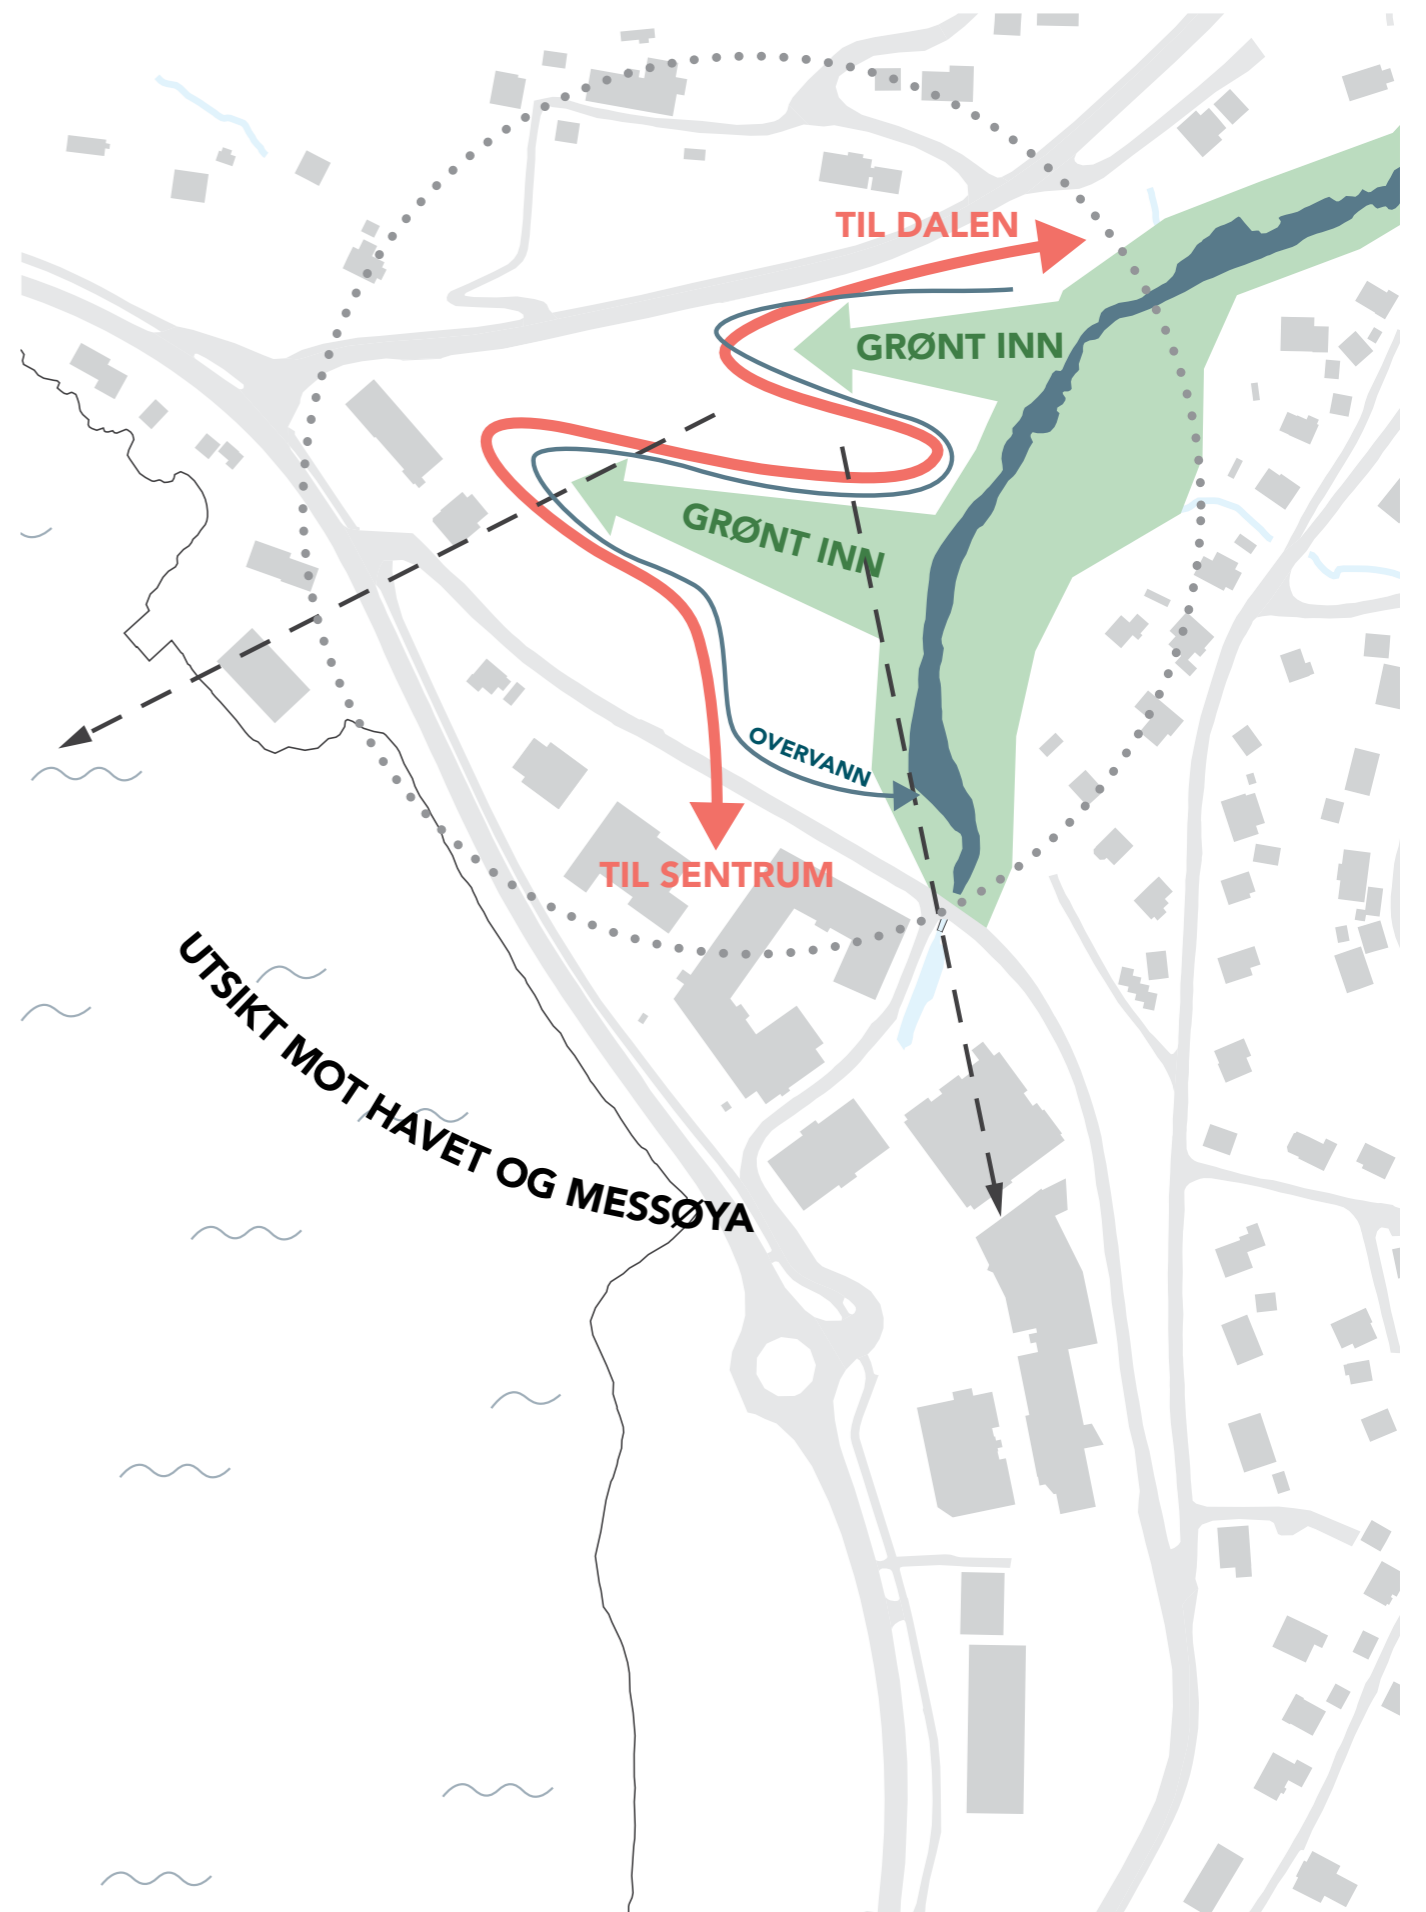 TIL DALEN
GRØNT INN
GRØNT INN
OVERVANN
TIL SENTRUM
UTSIKT MOT HAVET OG MESSØYA